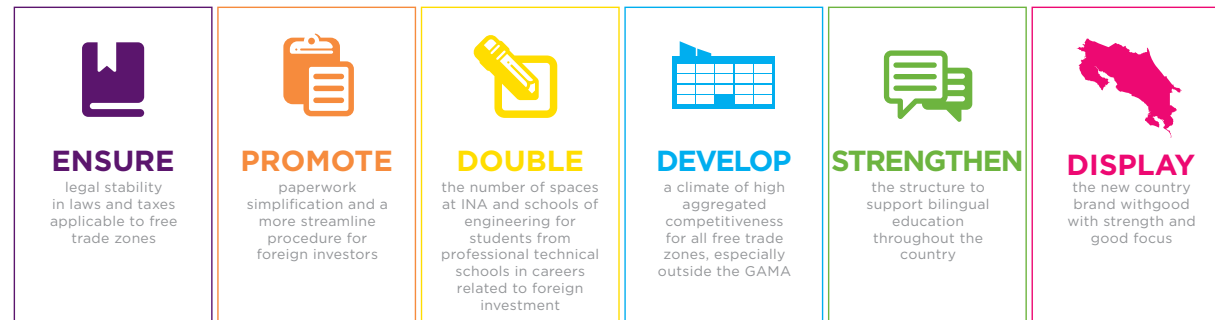 ENSURE
legal stability
in laws and taxes
applicable to free
trade zones
PROMOTE
paperwork
simplification and a
more streamline
procedure for
foreign investors
DOUBLE
the number of spaces
at INA and schools of
engineering for
students from
professional technical
schools in careers
related to foreign
investment
DEVELOP
a climate of high
aggregated
competitiveness
for all free trade
zones, especially
outside the GAMA
STRENGTHEN
the structure to
support bilingual
education
throughout the
country
DISPLAY
the new country
brand withgood
with strength and
good focus